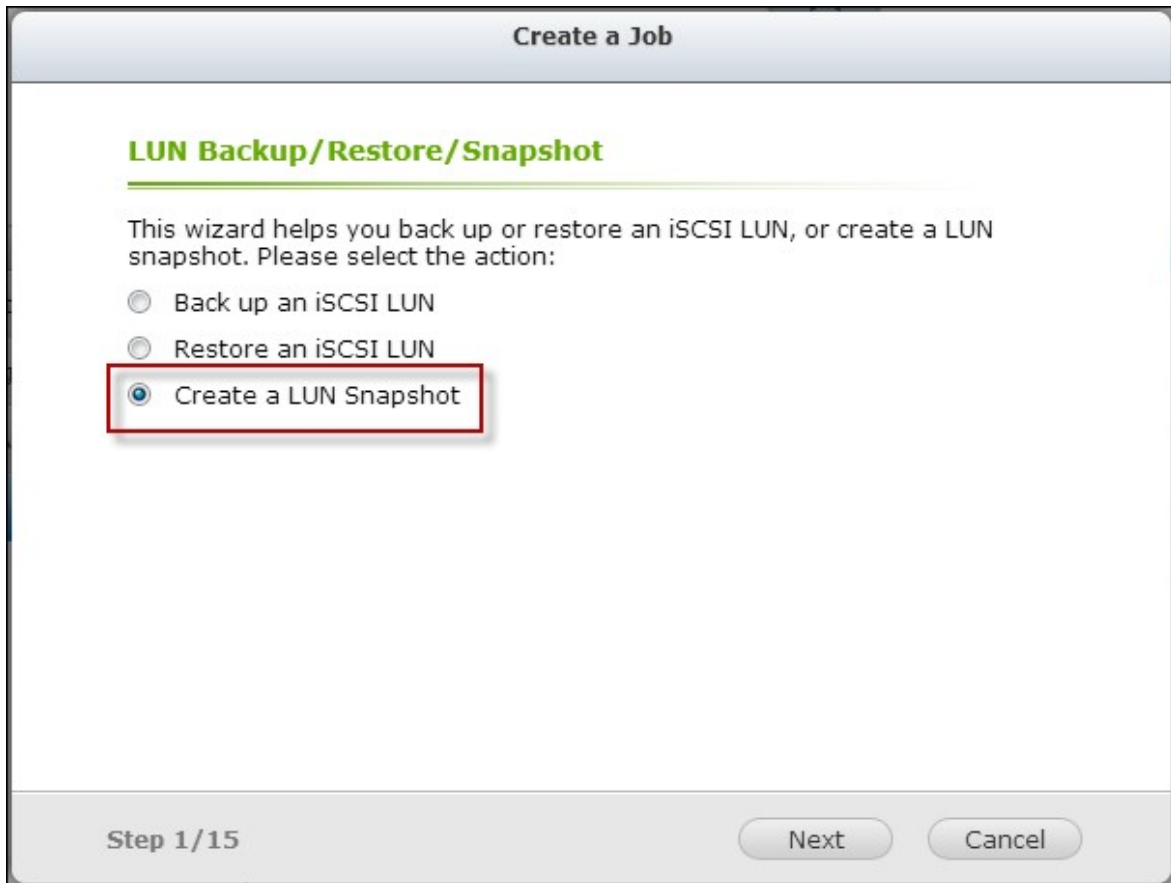 Create a Job
LUN Backup/Restore/Snapshot
This wizard helps you back up or restore an iSCSI LUN, or create a LUN
snapshot. Please select the action:
Back up an iSCSI LUN
Restore an iSCSI LUN
Create a LUN Snapshot
Step 1/15
Next
Cancel